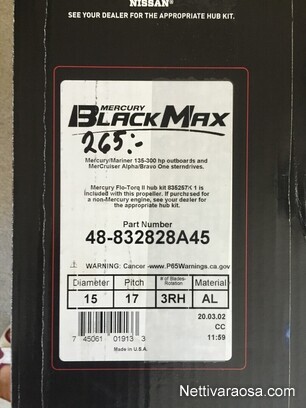 NISSAN®
SEE YOUR DEALER FOR THE APPROPRIATE HUB KIT.
MERCURY
BLACKMAX
265:-
Mercury/Mariner 135-300 hp outboards and
MerCruiser Alpha/Bravo One sterndrives.
Mercury Flo-Torq II hub kit 835257K 1 is
included with this propeller. If purchased for
a non-Mercury engine, see your dealer for
the appropriate hub kit.
Part Number
48-832828A45
WARNING: Cancer -www.P65Warnings.ca.gov
Diameter Pitch # of Blades- Rotation Material
15 17 3RH AL
20.03.02
CC
11:59
7 45061 01913 3
Made in U.S.A.
Nettivaraosa.com